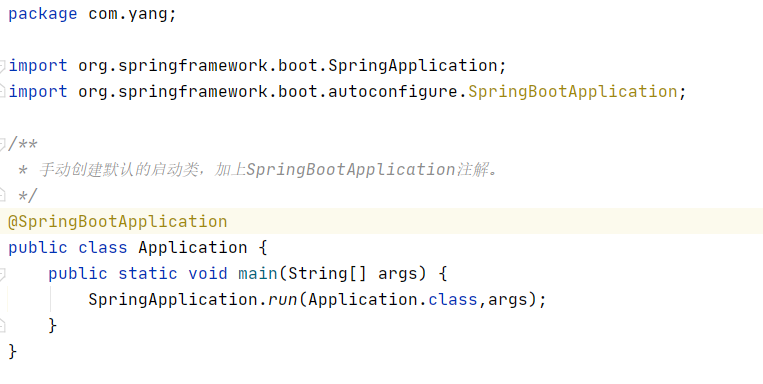 package com.yang;
import org.springframework.boot.SpringApplication;
import org.springframework.boot.autoconfigure.SpringBootApplication;
/**
 * 手动创建默认的启动类，加上SpringBootApplication注解。
 */
@SpringBootApplication
public class Application {
    public static void main(String[] args) {
        SpringApplication.run(Application.class,args);
    }
}